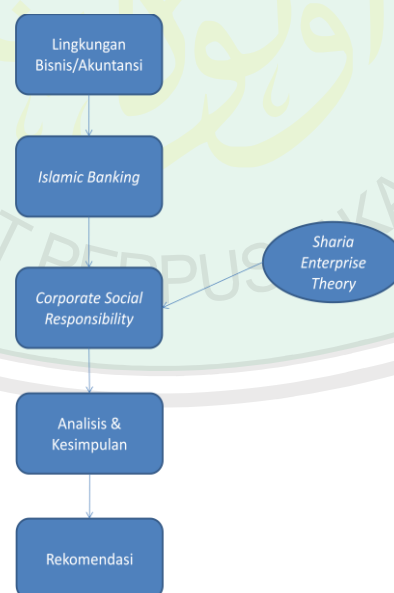 Lingkungan
Bisnis/Akuntansi
Islamic Banking
Sharia
Enterprise
Theory
Corporate Social
Responsibility
Analisis &
Kesimpulan
Rekomendasi